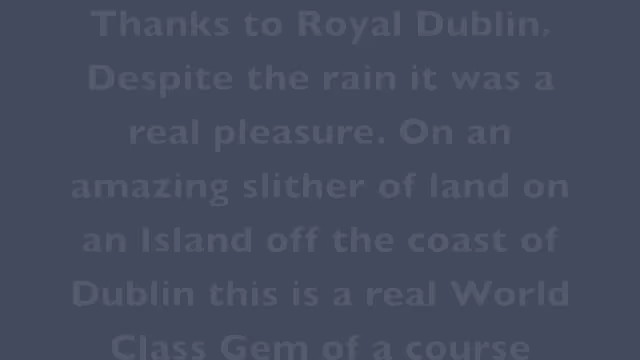 Thanks to Royal Dublin.
Despite the rain it was a
real pleasure. On an
amazing slither of land on
an Island off the coast of
Dublin this is a real World
Class Gem of a course